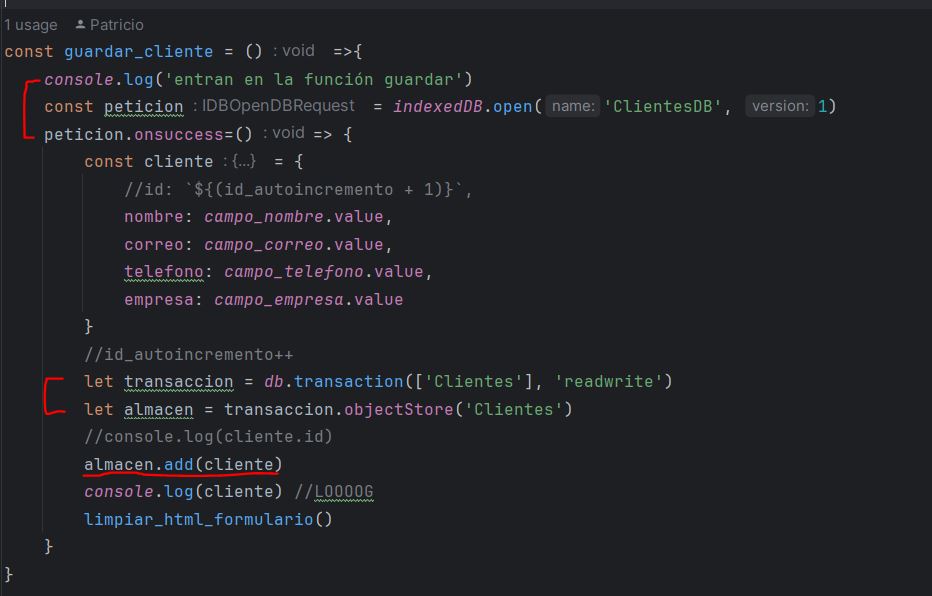 1 usage Patricio
const guardar_cliente = () : void =>{
console.log('entran en la función guardar')
const peticion : IDBOpenDBRequest = indexedDB.open( name: 'ClientesDB', version: 1)
peticion.onsuccess=() : void => {
const cliente : {...} = {
//id: `${(id_autoincremento + 1)}`,
nombre: campo_nombre.value,
correo: campo_correo.value,
telefono: campo_telefono.value,
empresa: campo_empresa.value
}
//id_autoincremento++
let transaccion = db.transaction(['Clientes'], 'readwrite')
let almacen = transaccion.objectStore('Clientes')
//console.log(cliente.id)
almacen.add(cliente)
console.log(cliente) //LOOOOG
limpiar_html_formulario()
}
}